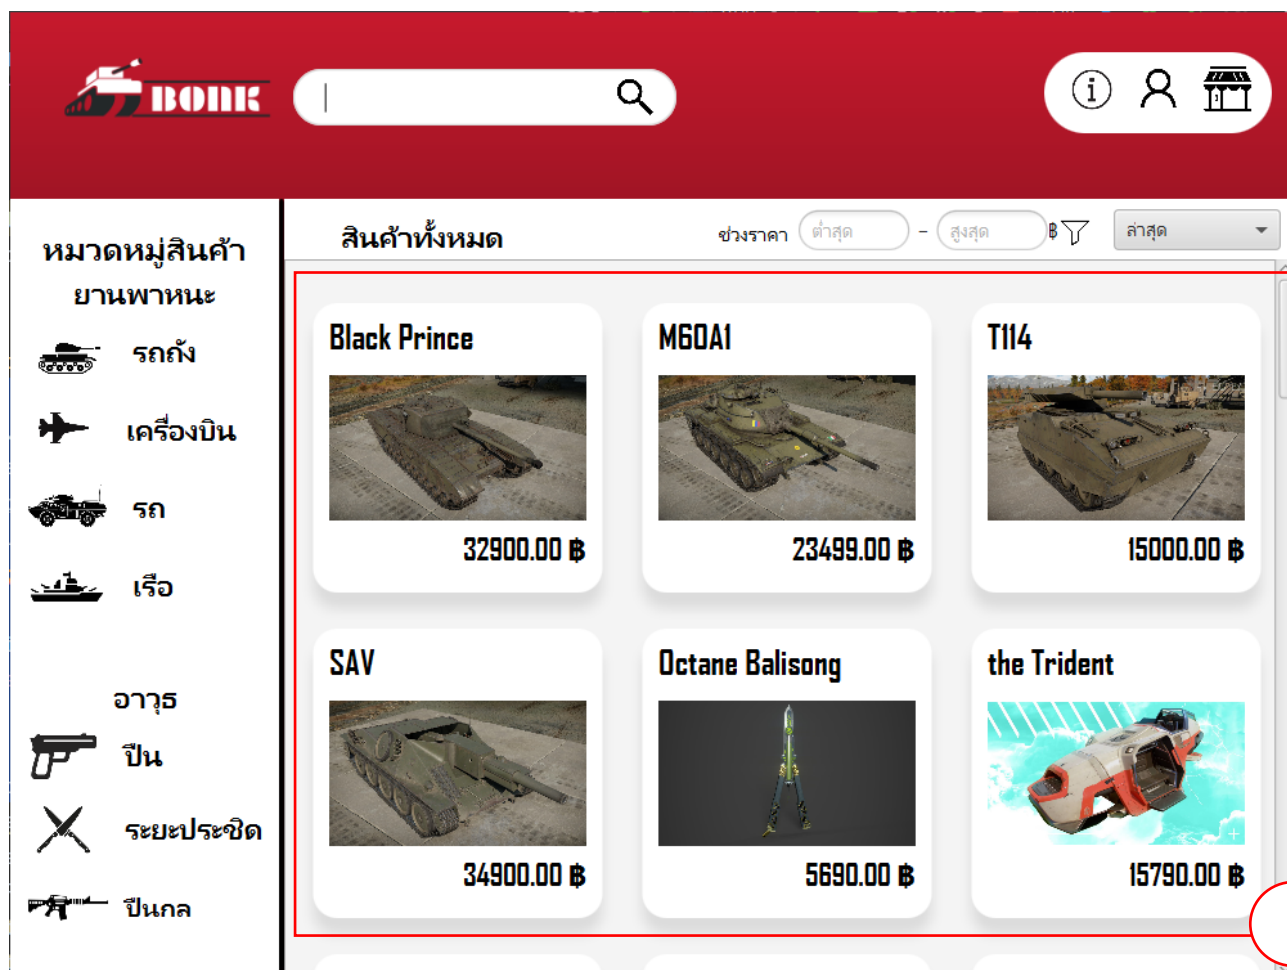 BONK
หมวดหมู่สินค้า
ยานพาหนะ
รถถัง
เครื่องบิน
รถ
เรือ
อาวุธ
ปืน
ระยะประชิด
ปืนกล
สินค้าทั้งหมด
ช่วงราคา ต่ำสุด - สูงสุด ฿ ล่าสุด
Black Prince
32900.00 ฿
M60A1
23499.00 ฿
T114
15000.00 ฿
SAV
34900.00 ฿
Octane Balisong
5690.00 ฿
the Trident
15790.00 ฿